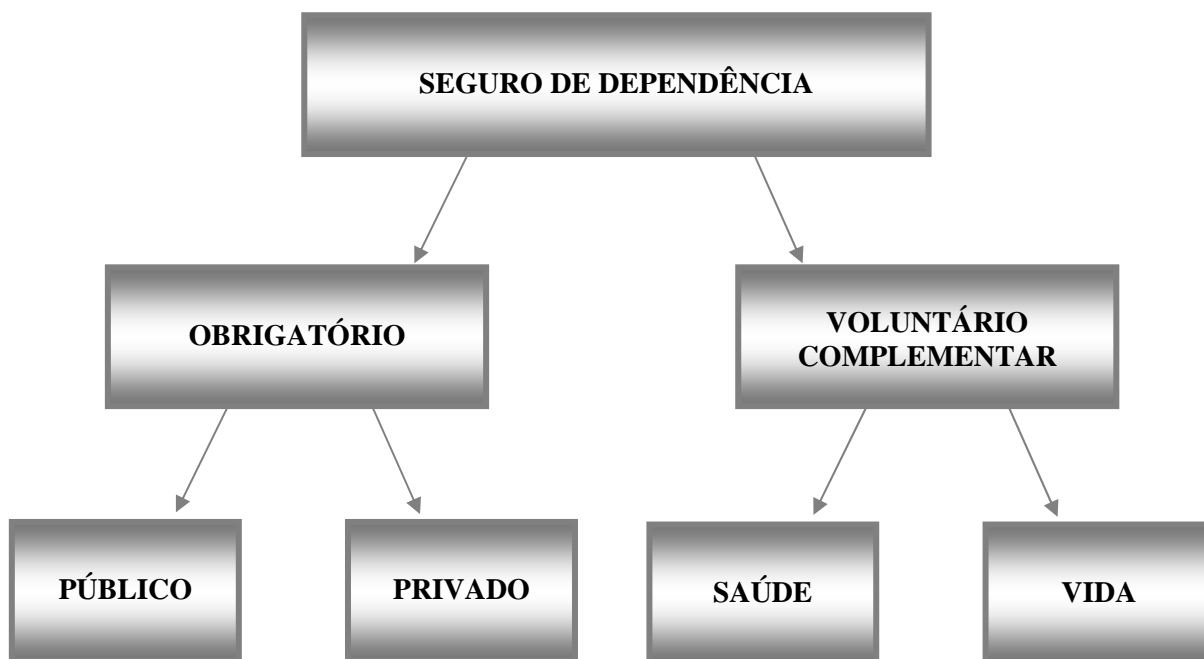 SEGURO DE DEPENDÊNCIA
OBRIGATÓRIO
VOLUNTÁRIO
COMPLEMENTAR
PÚBLICO
PRIVADO
SAÚDE
VIDA